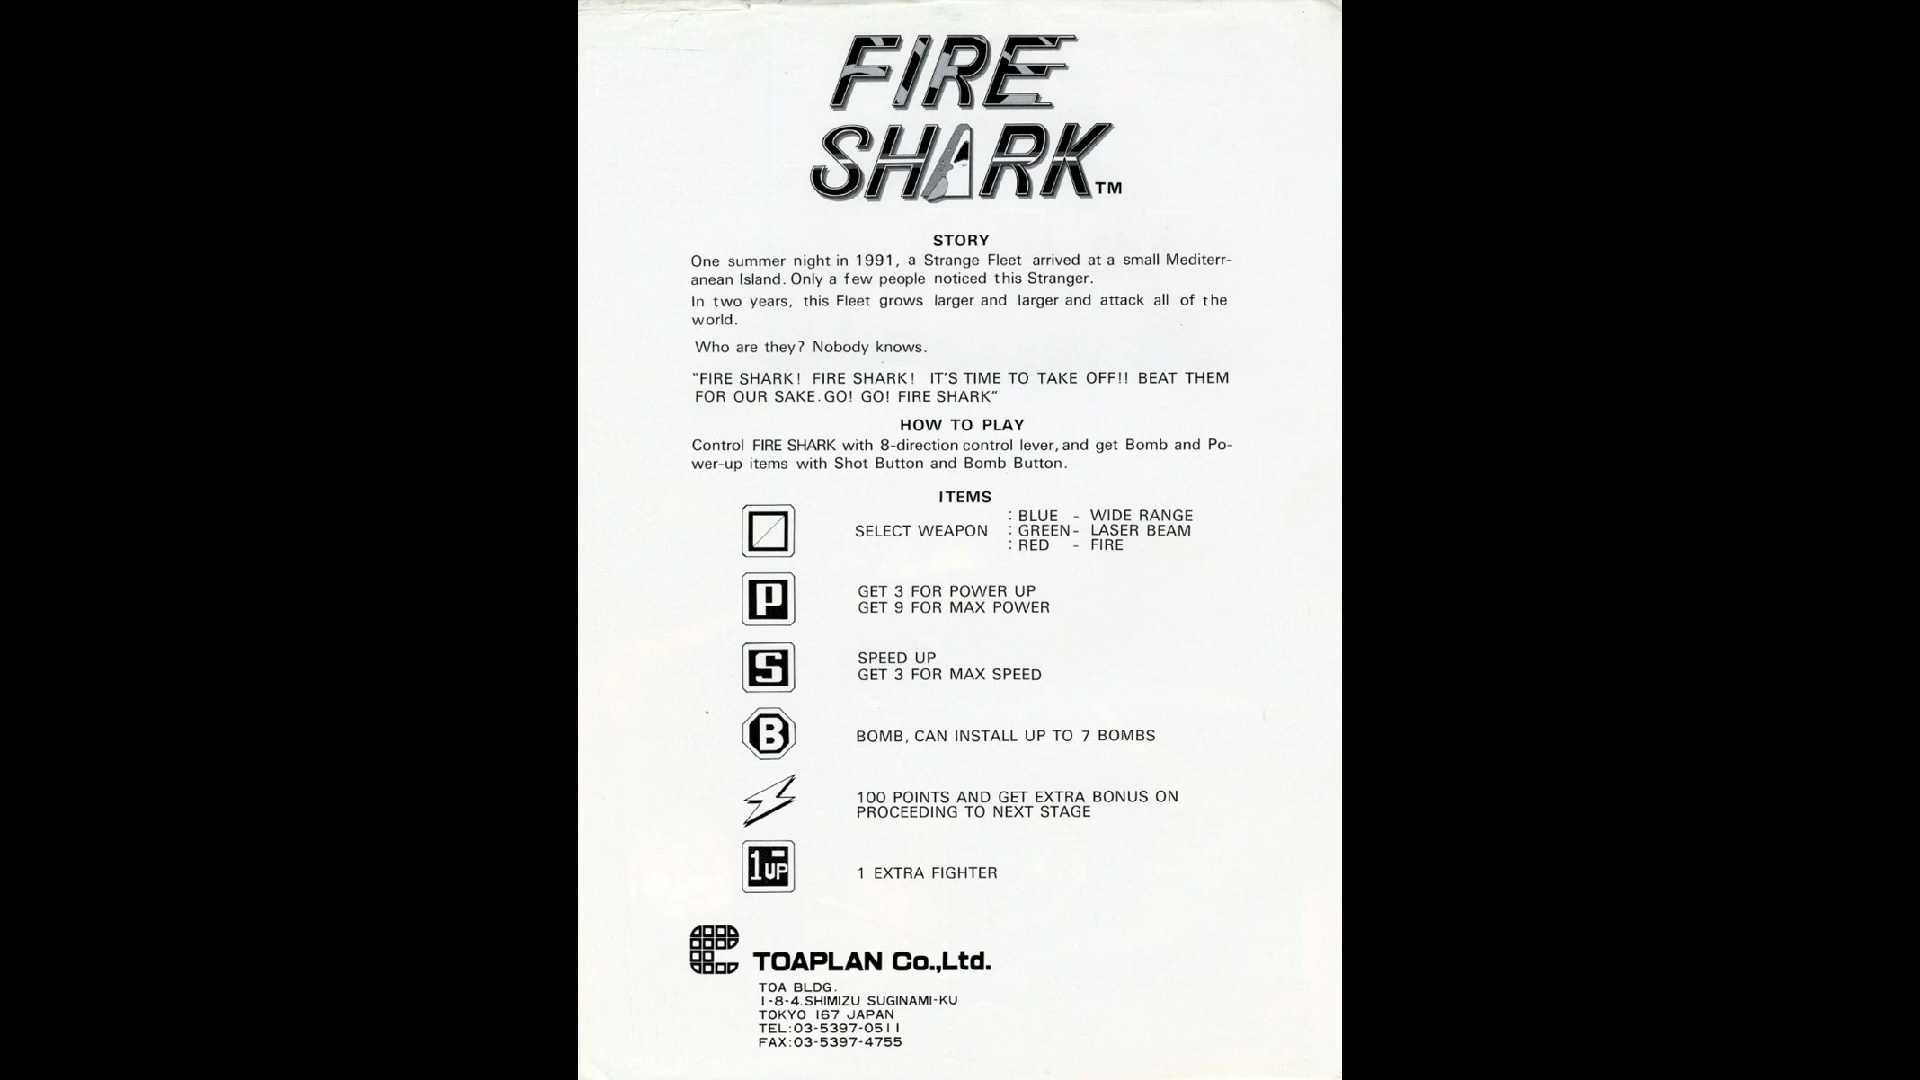 FIRE
SHARK TM
STORY
One summer night in 1991, a Strange Fleet arrived at a small Mediterr-
anean Island. Only a few people noticed this Stranger.
In two years, this Fleet grows larger and larger and attack all of the
world.
Who are they? Nobody knows.
"FIRE SHARK! FIRE SHARK! IT'S TIME TO TAKE OFF!! BEAT THEM
FOR OUR SAKE. GO! GO! FIRE SHARK"
HOW TO PLAY
Control FIRE SHARK with 8-direction control lever, and get Bomb and Po-
wer-up items with Shot Button and Bomb Button.
ITEMS
SELECT WEAPON : BLUE - WIDE RANGE
: GREEN- LASER BEAM
: RED - FIRE
P GET 3 FOR POWER UP
GET 9 FOR MAX POWER
S SPEED UP
GET 3 FOR MAX SPEED
B BOMB, CAN INSTALL UP TO 7 BOMBS
100 POINTS AND GET EXTRA BONUS ON
PROCEEDING TO NEXT STAGE
1UP 1 EXTRA FIGHTER
TOAPLAN Co.,Ltd.
TOA BLDG.
1-8-4.SHIMIZU SUGINAMI-KU
TOKYO 167 JAPAN
TEL:03-5397-0511
FAX:03-5397-4755